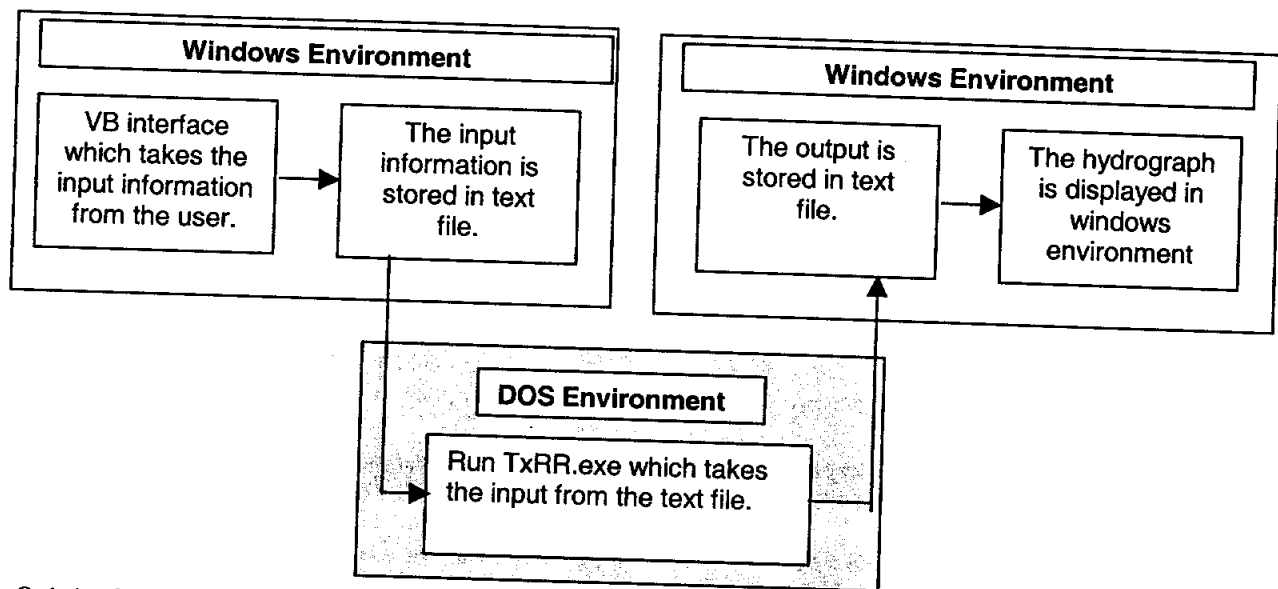 Windows Environment
VB interface
which takes the
input information
from the user.
The input
information is
stored in text
file.
Windows Environment
The output is
stored in text
file.
The hydrograph
is displayed in
windows
environment
DOS Environment
Run TxRR.exe which takes
the input from the text file.